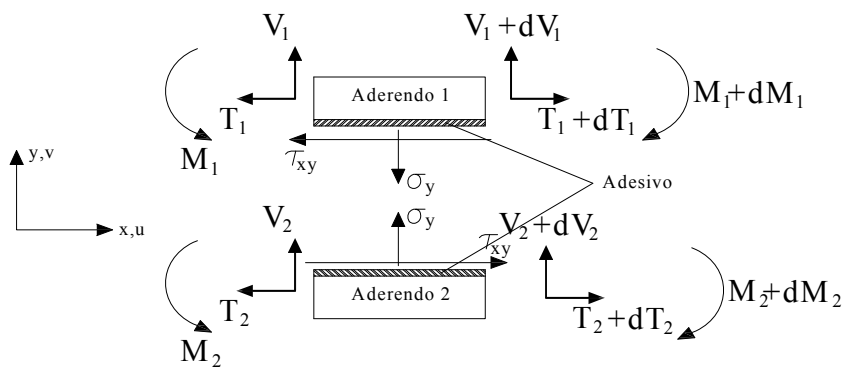 V₁
V₁+dV₁
Aderendo 1
T₁
T₁+dT₁
M₁+dM₁
M₁
τxy
σy
Adesivo
y,v
x,u
σy
V₂
V₂+dV₂
τxy
Aderendo 2
T₂
T₂+dT₂
M₂+dM₂
M₂